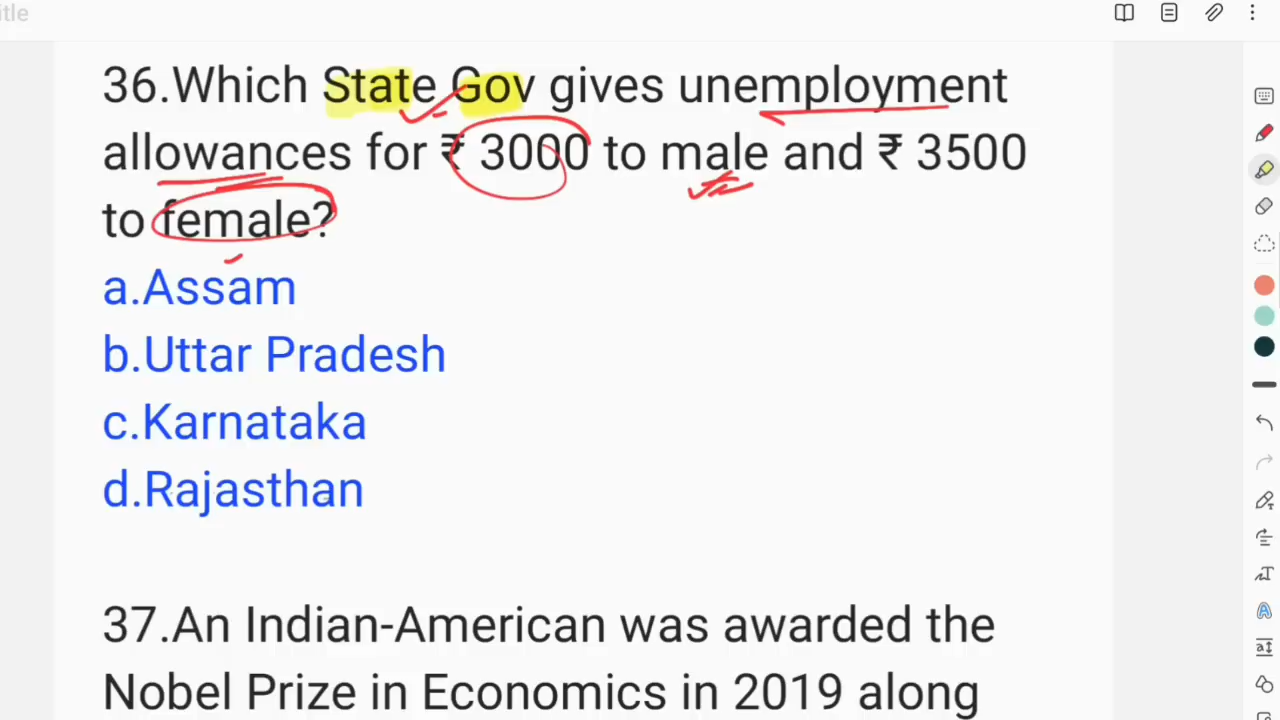 itle
36.Which State Gov gives unemployment
allowances for ₹ 3000 to male and ₹ 3500
to female?
a.Assam
b.Uttar Pradesh
c.Karnataka
d.Rajasthan
37.An Indian-American was awarded the
Nobel Prize in Economics in 2019 along